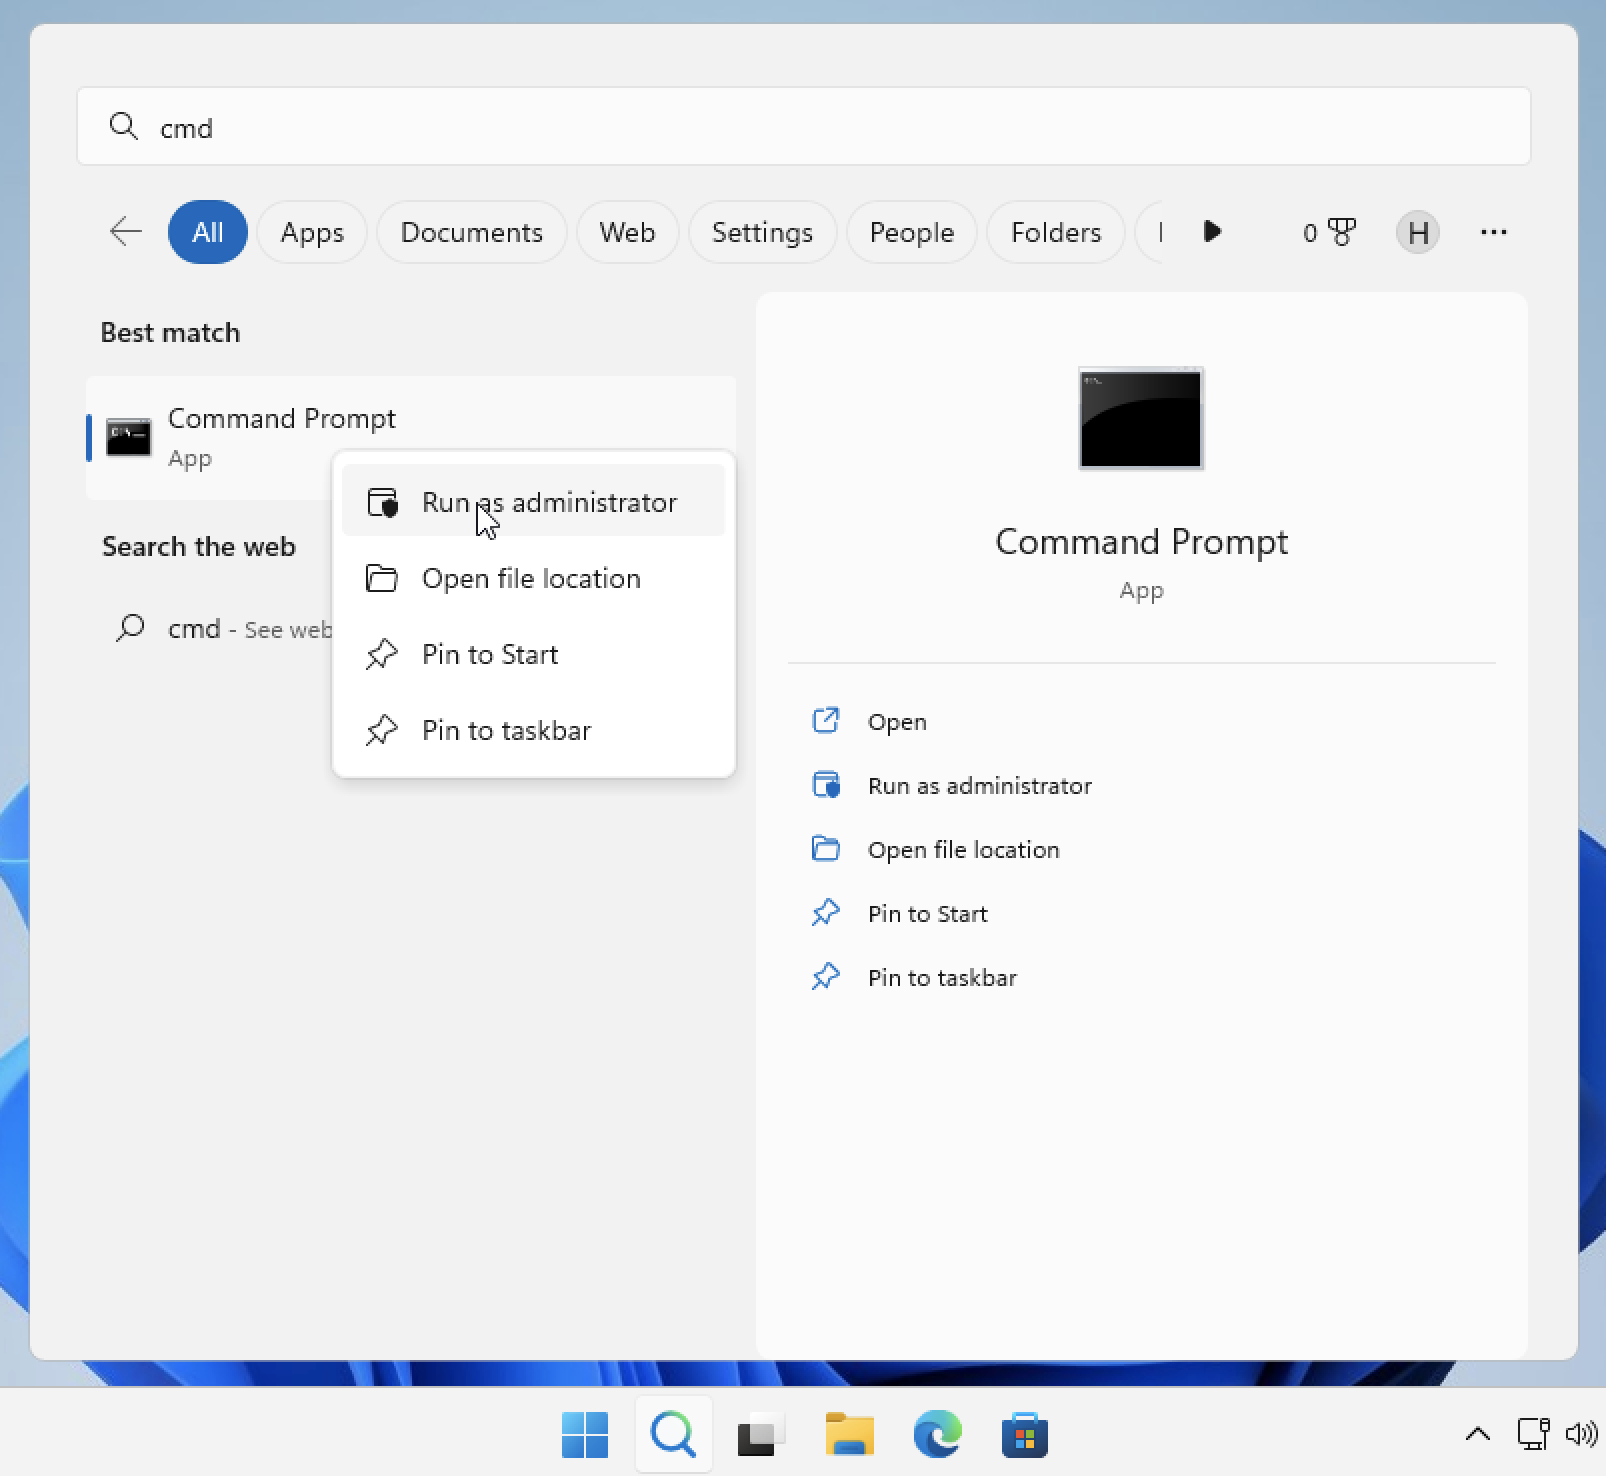 cmd
All
Apps
Documents
Web
Settings
People
Folders
0
H
Best match
Command Prompt
App
Run as administrator
Open file location
Pin to Start
Pin to taskbar
Search the web
cmd - See web
Command Prompt
App
Open
Run as administrator
Open file location
Pin to Start
Pin to taskbar